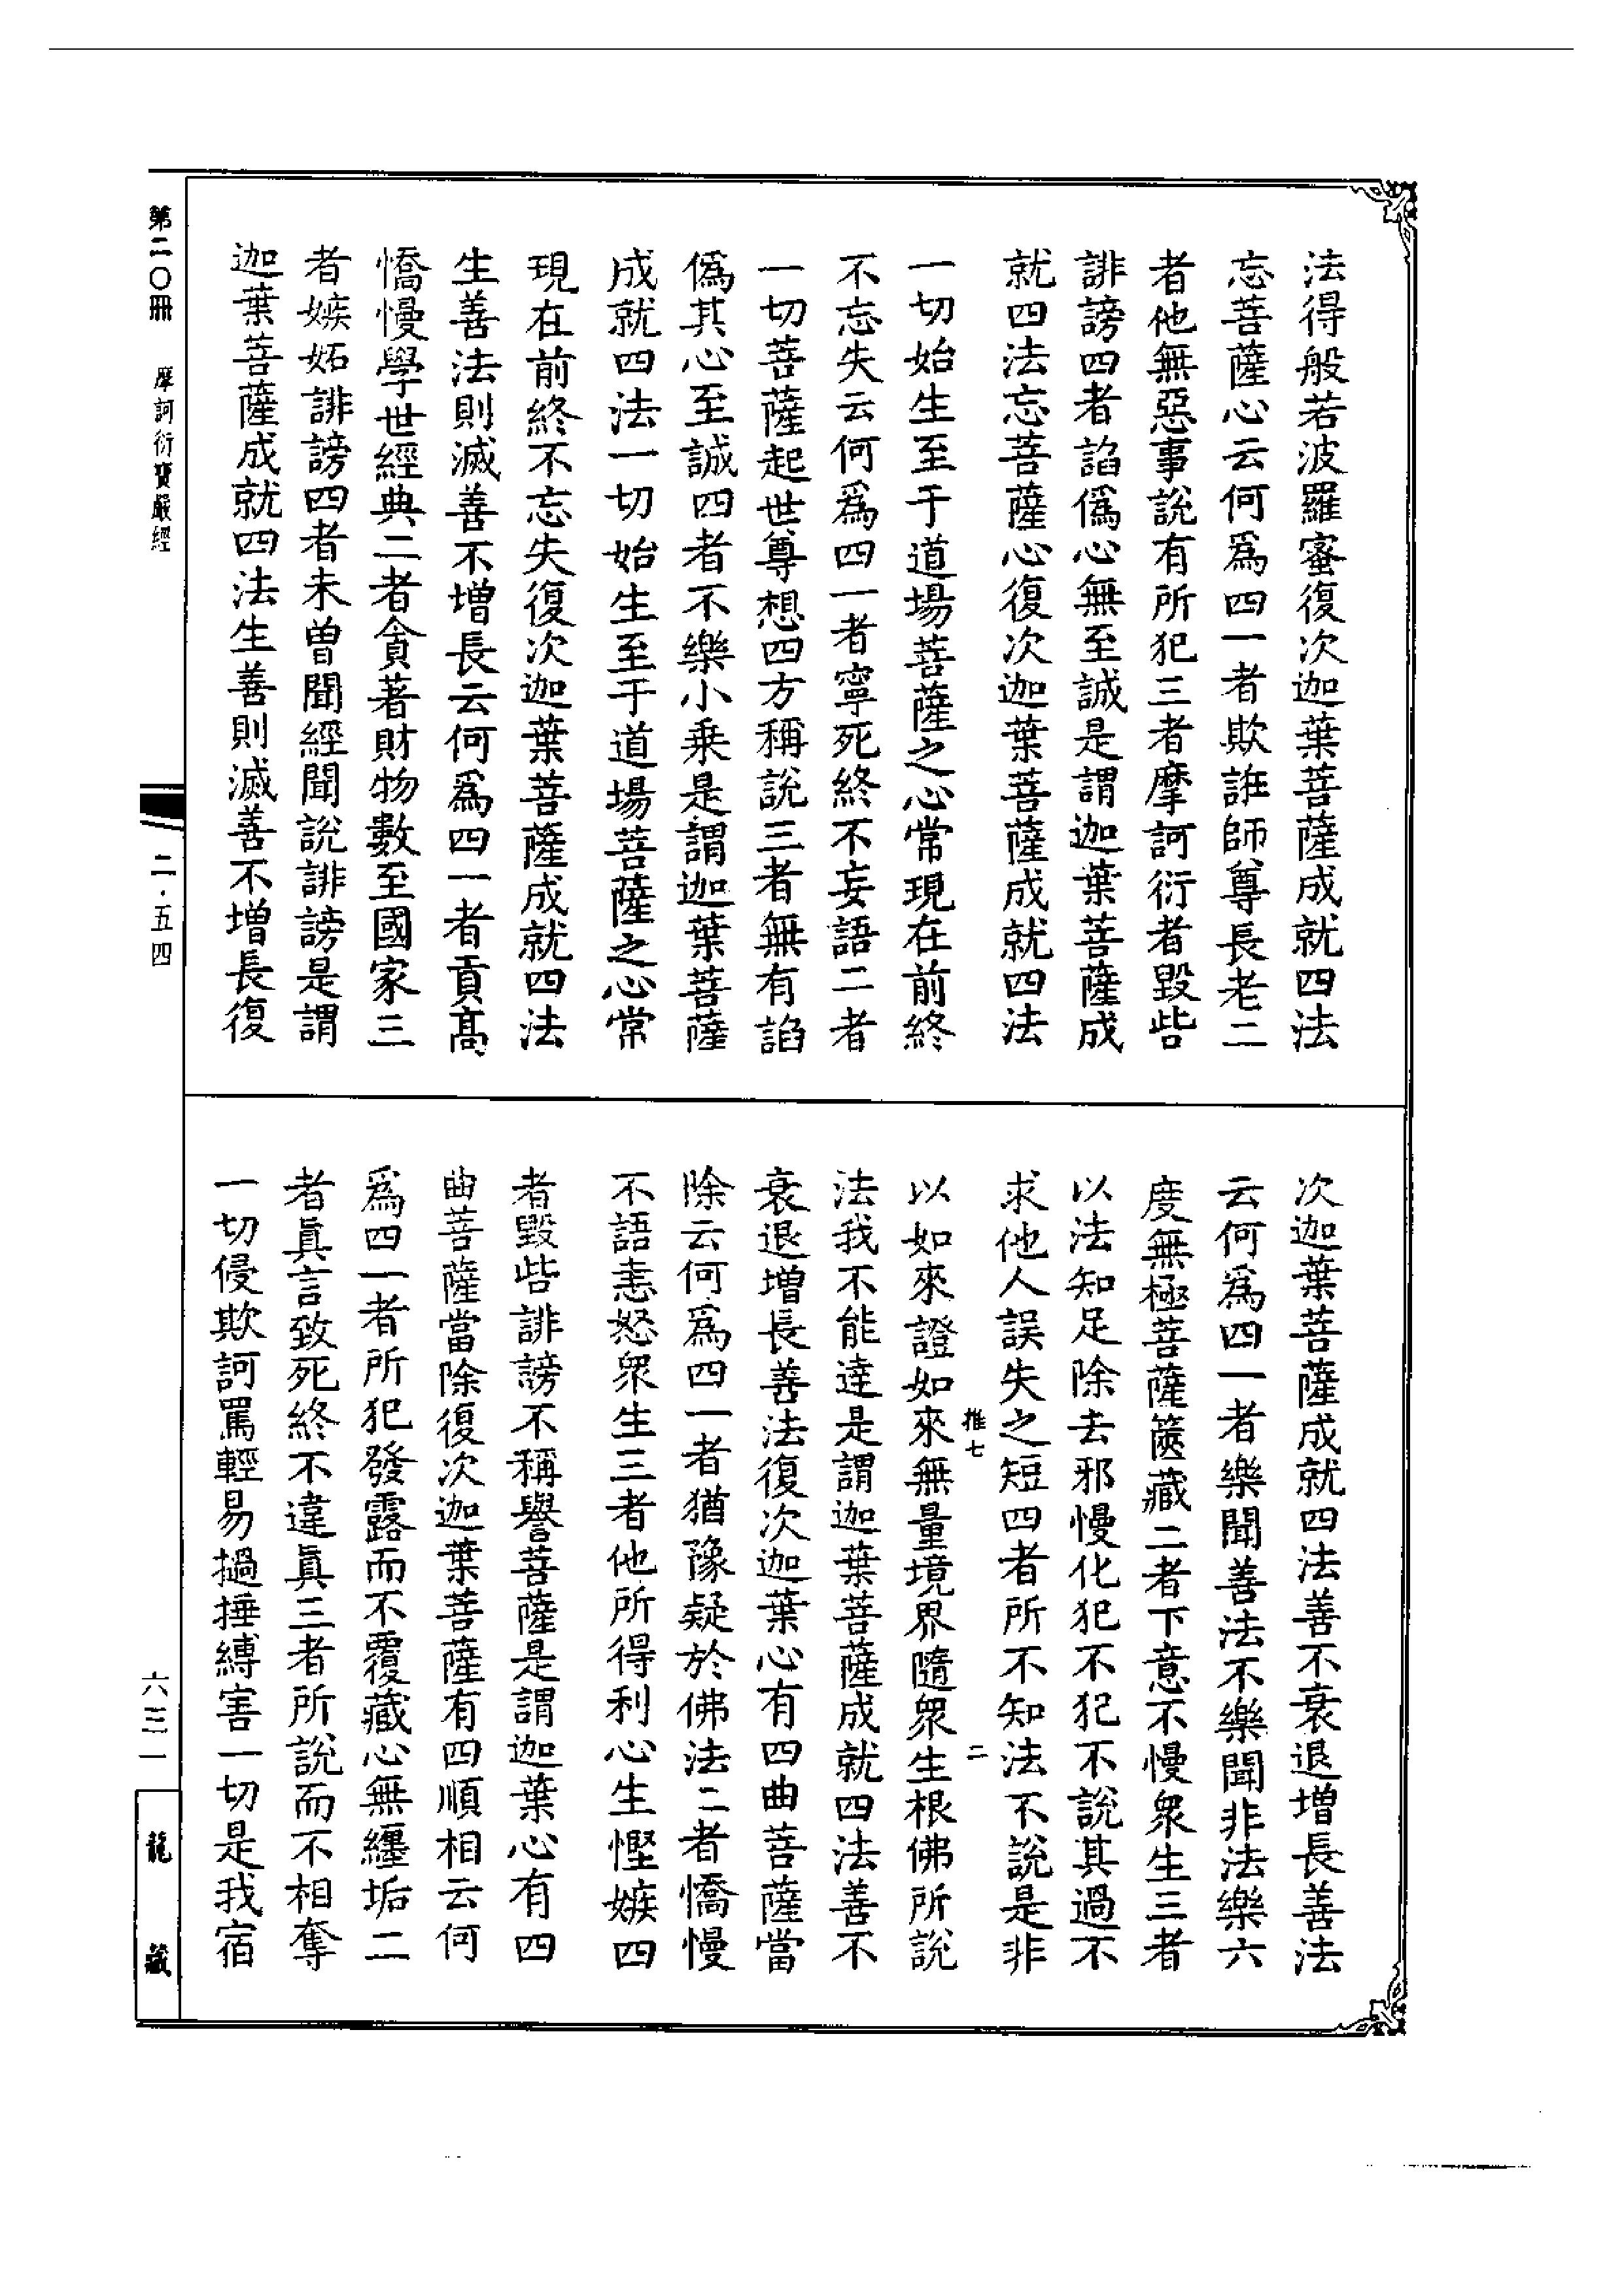 法得般若波羅蜜復次迦葉菩薩成就四法
忘菩薩心云何爲四一者欺誑師尊長老二
者他無惡事說有所犯三者摩訶衍者毀呰
誹謗四者諂僞心無至誠是謂迦葉菩薩成
就四法忘菩薩心復次迦葉菩薩成就四法
一切始生至于道場菩薩之心常現在前終
不忘失云何爲四一者寧死終不妄語二者
一切菩薩起世尊想四方稱說三者無有諂
僞其心至誠四者不樂小乗是謂迦葉菩薩
成就四法一切始生至于道場菩薩之心常
現在前終不忘失復次迦葉菩薩成就四法
生善法則滅善不增長云何爲四一者貢高
憍慢學世經典二者貪著財物數至國家三
者嫉妬誹謗四者未曽聞經聞說誹謗是謂
迦葉菩薩成就四法生善則滅善不增長復
次迦葉菩薩成就四法善不衰退增長善法
云何爲四一者樂聞善法不樂聞非法樂六
度無極菩薩篋藏二者下意不慢衆生三者
以法知足除去邪慢化犯不犯不說其過不
求他人誤失之短四者所不知法不說是非
推七 二
以如來證如來無量境界隨衆生根佛所說
法我不能達是謂迦葉菩薩成就四法善不
衰退增長善法復次迦葉心有四曲菩薩當
除云何爲四一者猶豫疑於佛法二者憍慢
不語恚怒衆生三者他所得利心生慳嫉四
者毀呰誹謗不稱譽菩薩是謂迦葉心有四
曲菩薩當除復次迦葉菩薩有四順相云何
爲四一者所犯發露而不覆藏心無纏垢二
者眞言致死終不違眞三者所說而不相奪
一切侵欺訶罵輕易撾捶縛害一切是我宿
第二〇冊 摩訶衍寶嚴經
二·五四
六三一
龍藏